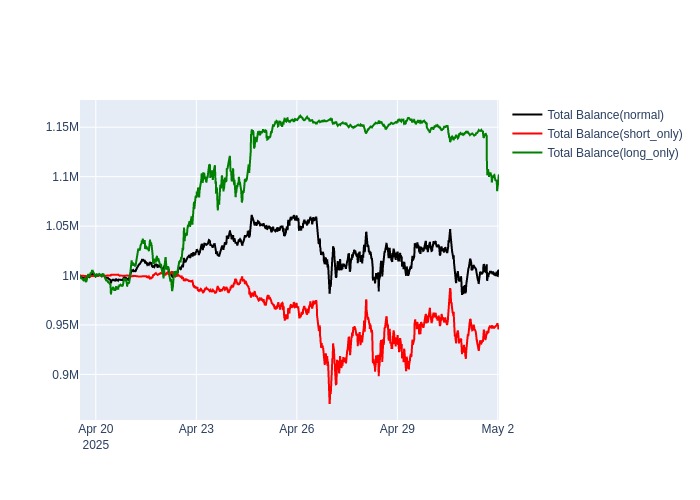 Total Balance(normal)
Total Balance(short_only)
Total Balance(long_only)
1.15M
1.1M
1.05M
1M
0.95M
0.9M
Apr 20
2025
Apr 23
Apr 26
Apr 29
May 2